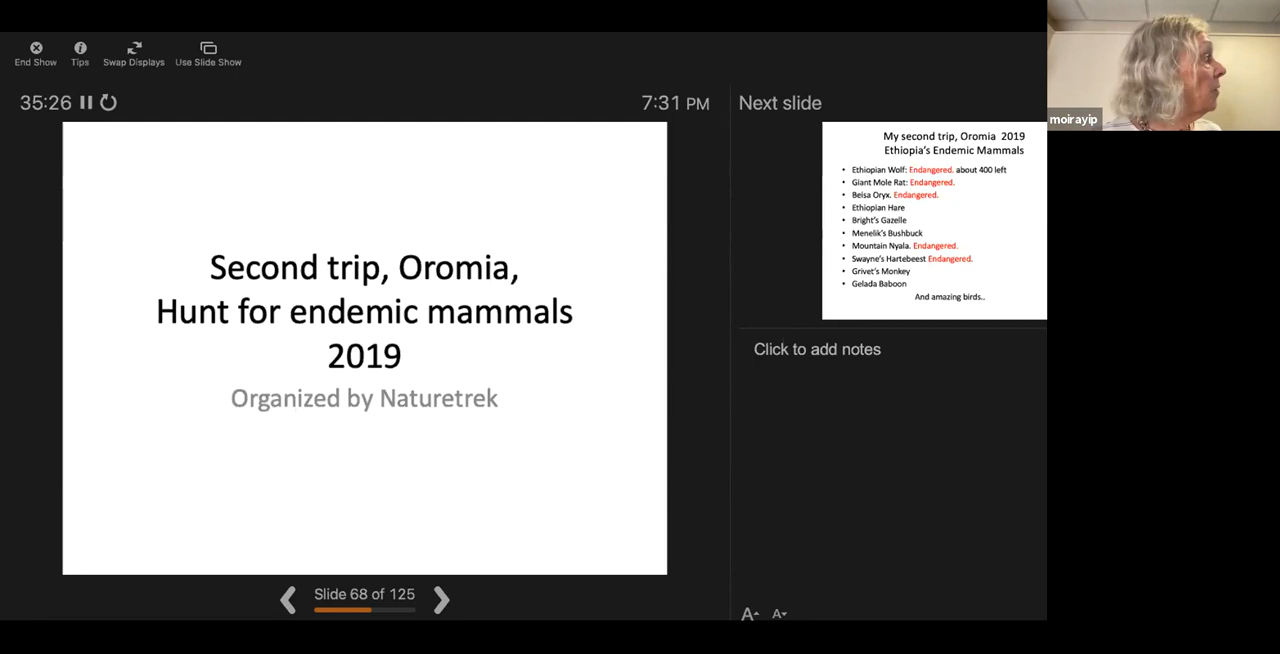 End Show
Tips
Swap Displays
Use Slide Show
35:26
7:31 PM
Second trip, Oromia,
Hunt for endemic mammals
2019
Organized by Naturetrek
Slide 68 of 125
Next slide
My second trip, Oromia 2019
Ethiopia's Endemic Mammals
• Ethiopian Wolf: Endangered. about 400 left
• Giant Mole Rat: Endangered.
• Beisa Oryx. Endangered.
• Ethiopian Hare
• Bright's Gazelle
• Menelik's Bushbuck
• Mountain Nyala. Endangered.
• Swayne's Hartebeest Endangered.
• Grivet's Monkey
• Gelada Baboon
And amazing birds..
Click to add notes
A A
moirayip